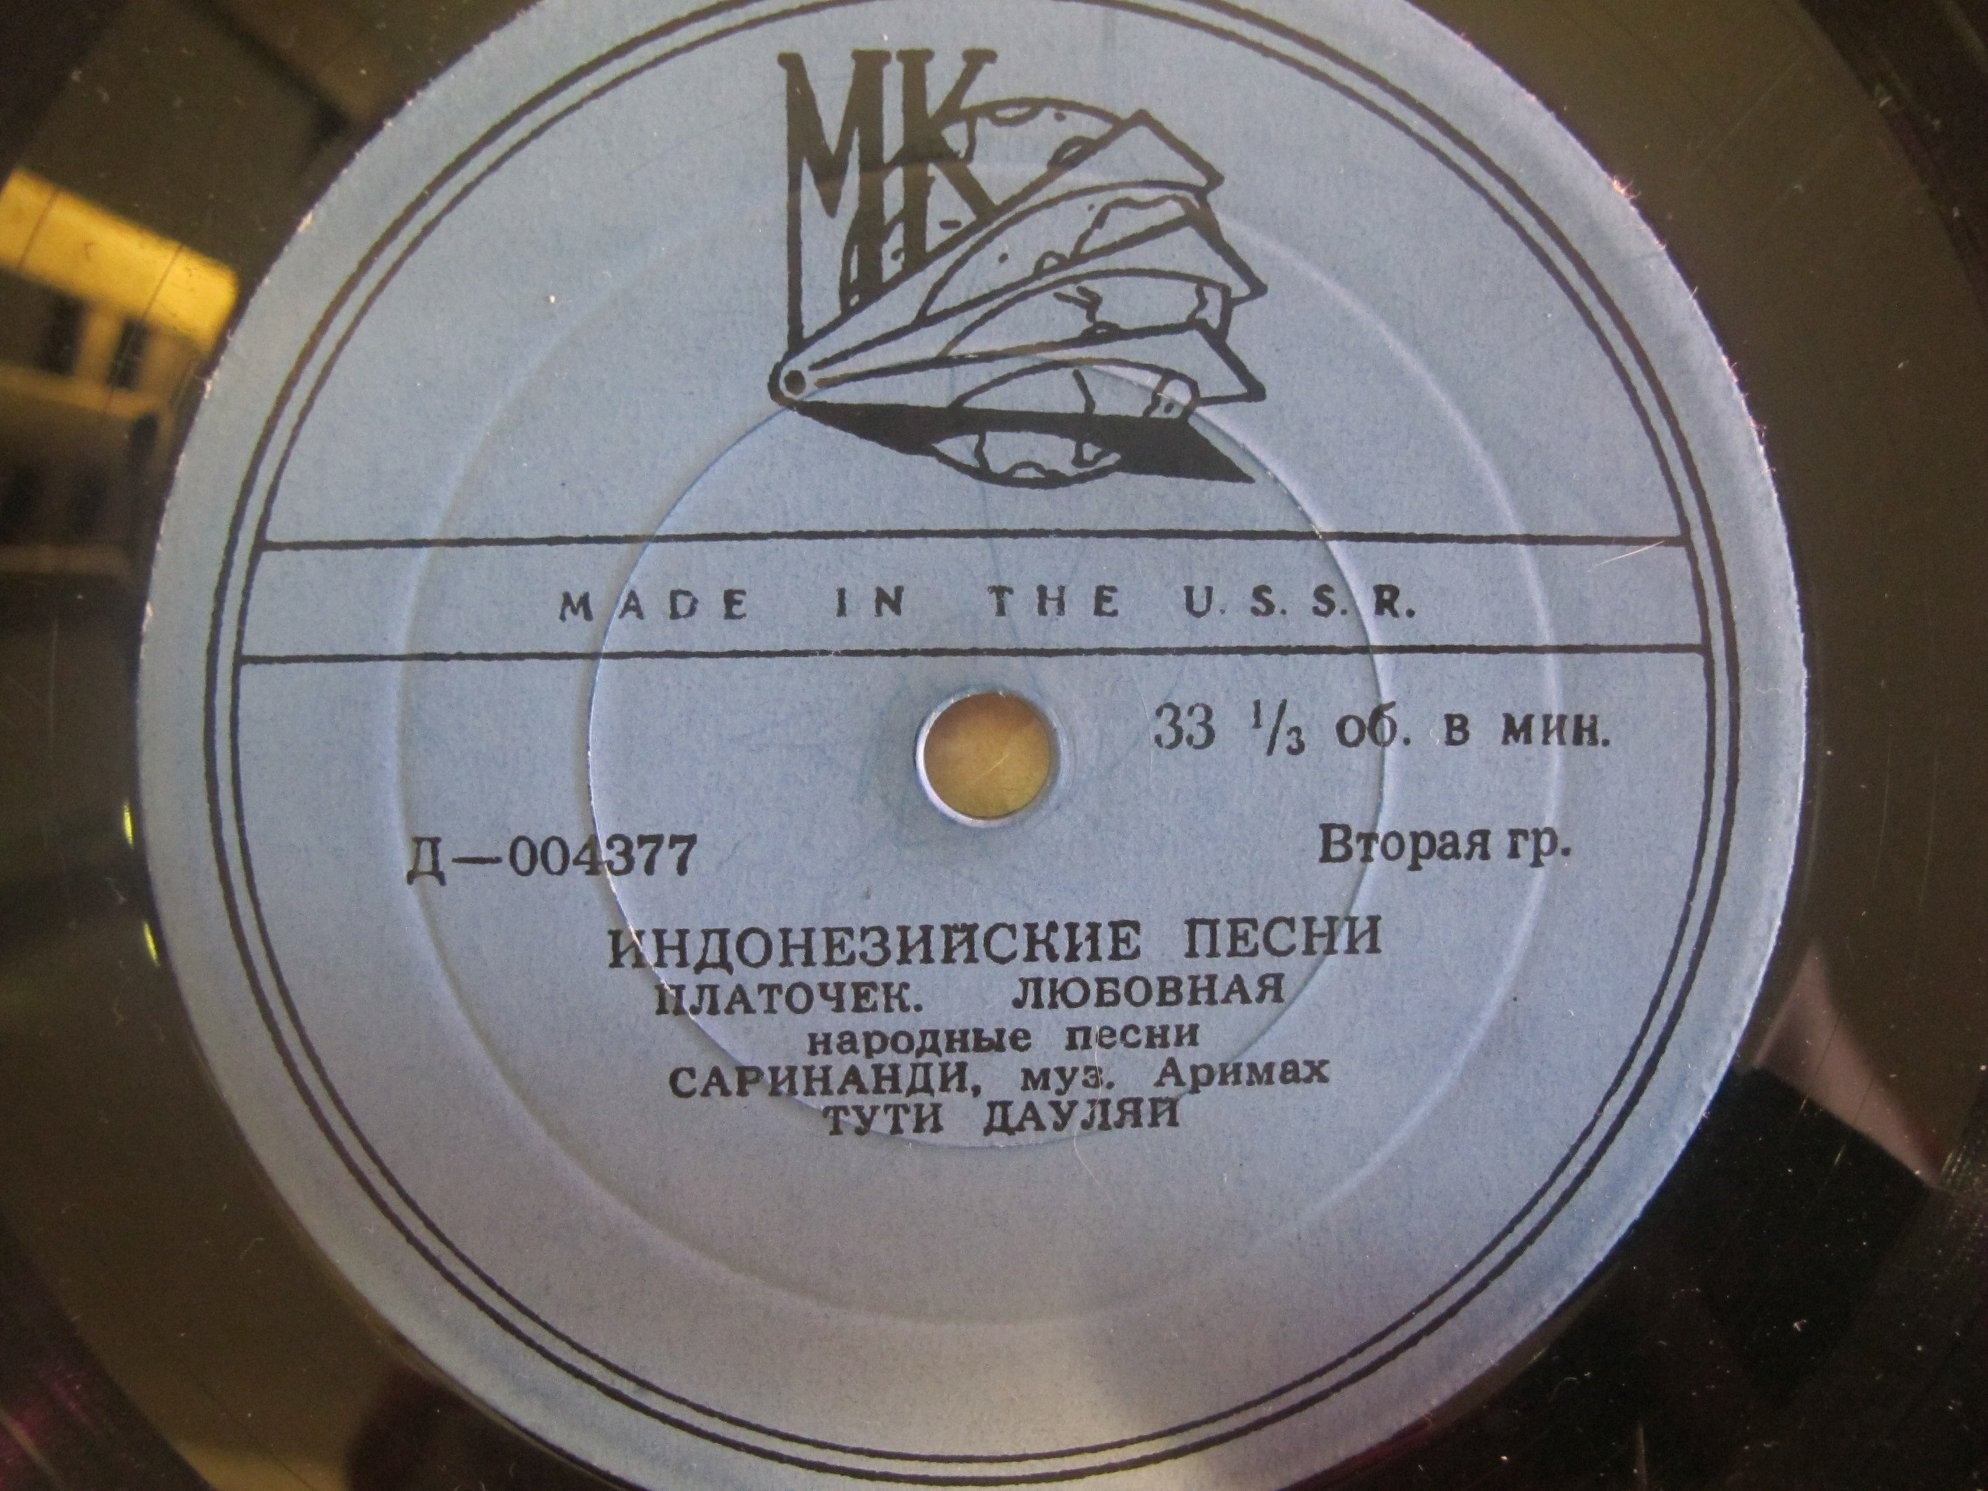 МК
MADE IN THE U.S.S.R.
33 1/3 об. в мин.
Д—004377
Вторая гр.
ИНДОНЕЗИЙСКИЕ ПЕСНИ
ПЛАТОЧЕК. ЛЮБОВНАЯ
народные песни
САРИНАНДИ, муз. Аримах
ТУТИ ДАУЛЯЙ